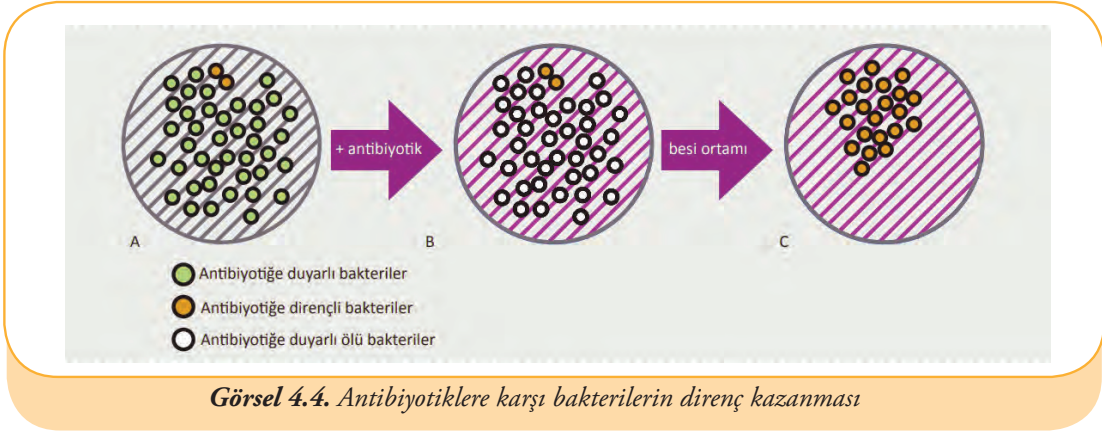 + antibiyotik
besi ortamı
A
B
C
Antibiyotiğe duyarlı bakteriler
Antibiyotiğe dirençli bakteriler
Antibiyotiğe duyarlı ölü bakteriler
Görsel 4.4. Antibiyotiklere karşı bakterilerin direnç kazanması